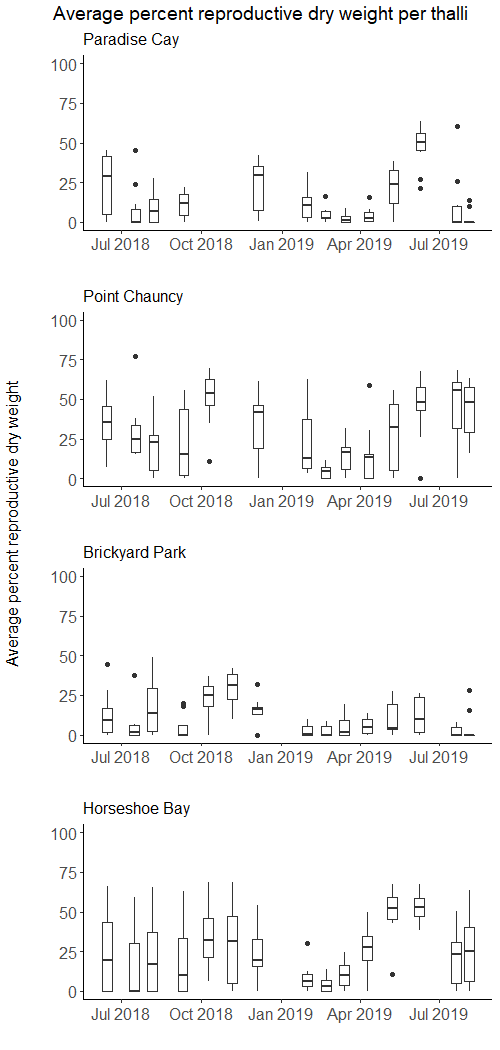 Average percent reproductive dry weight per thalli
Paradise Cay
100
75
50
25
0
Jul 2018 Oct 2018 Jan 2019 Apr 2019 Jul 2019
Point Chauncy
100
75
50
25
0
Jul 2018 Oct 2018 Jan 2019 Apr 2019 Jul 2019
Average percent reproductive dry weight
Brickyard Park
100
75
50
25
0
Jul 2018 Oct 2018 Jan 2019 Apr 2019 Jul 2019
Horseshoe Bay
100
75
50
25
0
Jul 2018 Oct 2018 Jan 2019 Apr 2019 Jul 2019